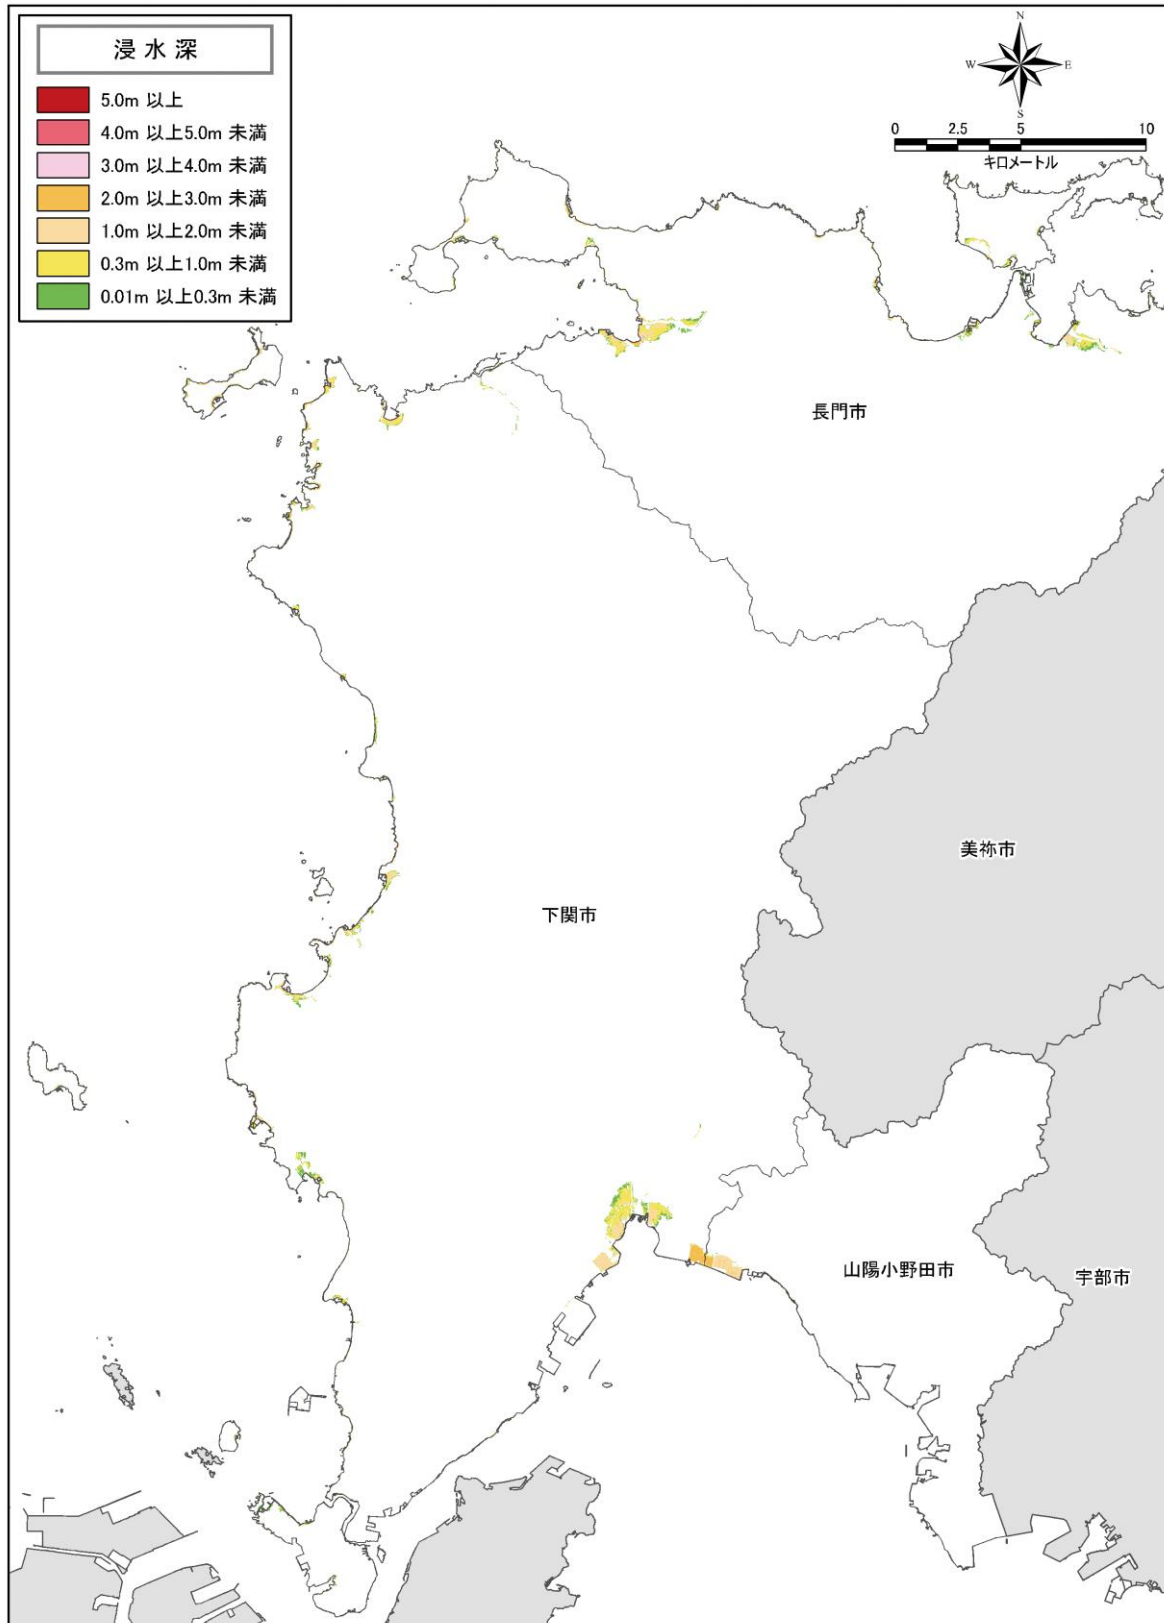 浸水深
5.0m 以上
4.0m 以上5.0m 未満
3.0m 以上4.0m 未満
2.0m 以上3.0m 未満
1.0m 以上2.0m 未満
0.3m 以上1.0m 未満
0.01m 以上0.3m 未満
N
W E
S
0 2.5 5 10
キロメートル
長門市
美祢市
下関市
山陽小野田市
宇部市